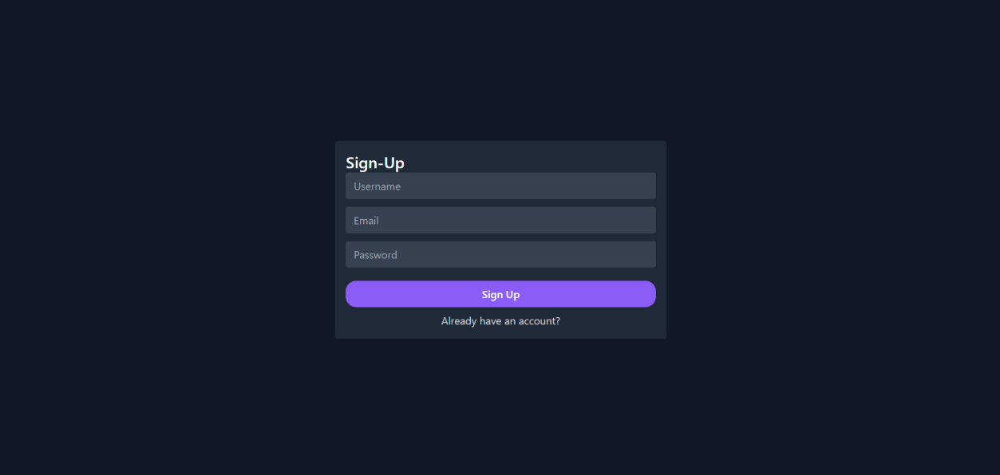 Sign-Up
Username
Email
Password
Sign Up
Already have an account?